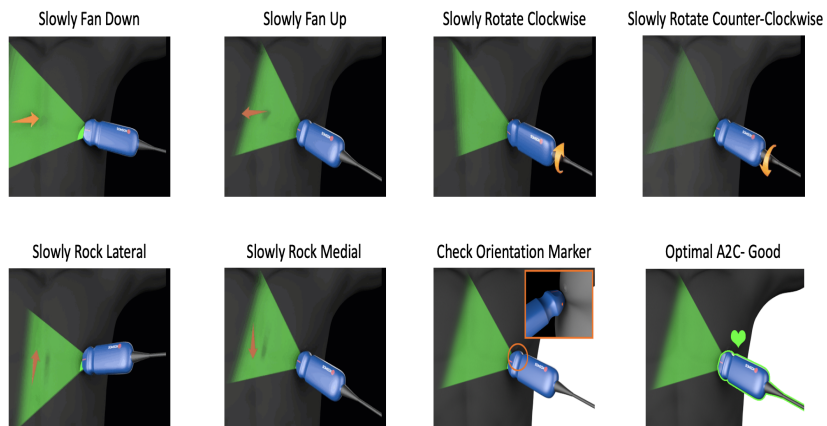 Slowly Fan Down
Slowly Fan Up
Slowly Rotate Clockwise
Slowly Rotate Counter-Clockwise
Slowly Rock Lateral
Slowly Rock Medial
Check Orientation Marker
Optimal A2C- Good